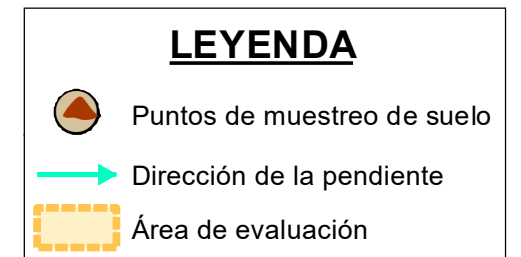 LEYENDA
Puntos de muestreo de suelo
Dirección de la pendiente
Área de evaluación